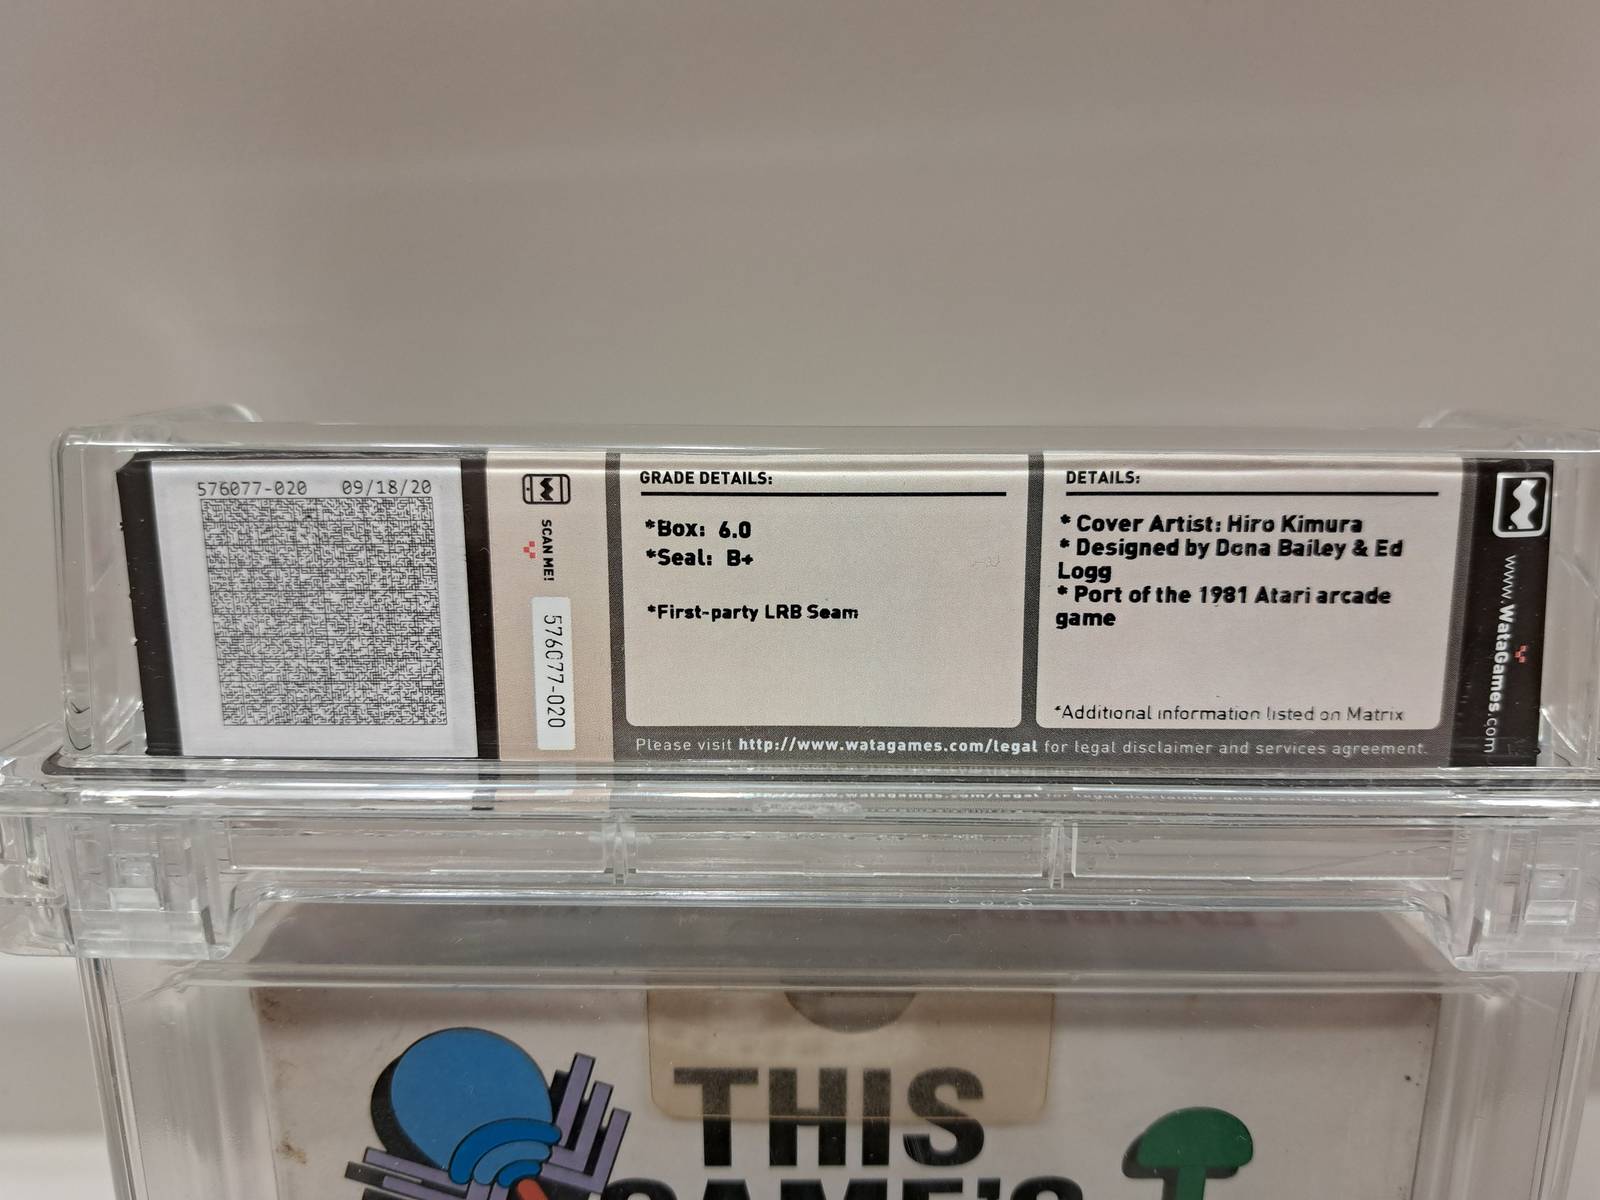 576077-020 09/18/20
SCAN ME!
576077-020
GRADE DETAILS:
*Box: 6.0
*Seal: B+
*First-party LRB Seam
DETAILS:
* Cover Artist: Hiro Kimura
* Designed by Dona Bailey & Ed
Logg
* Port of the 1981 Atari arcade
game
*Additional information listed on Matrix
Please visit http://www.watagames.com/legal for legal disclaimer and services agreement.
www.WataGames.com
THIS
GAME'S